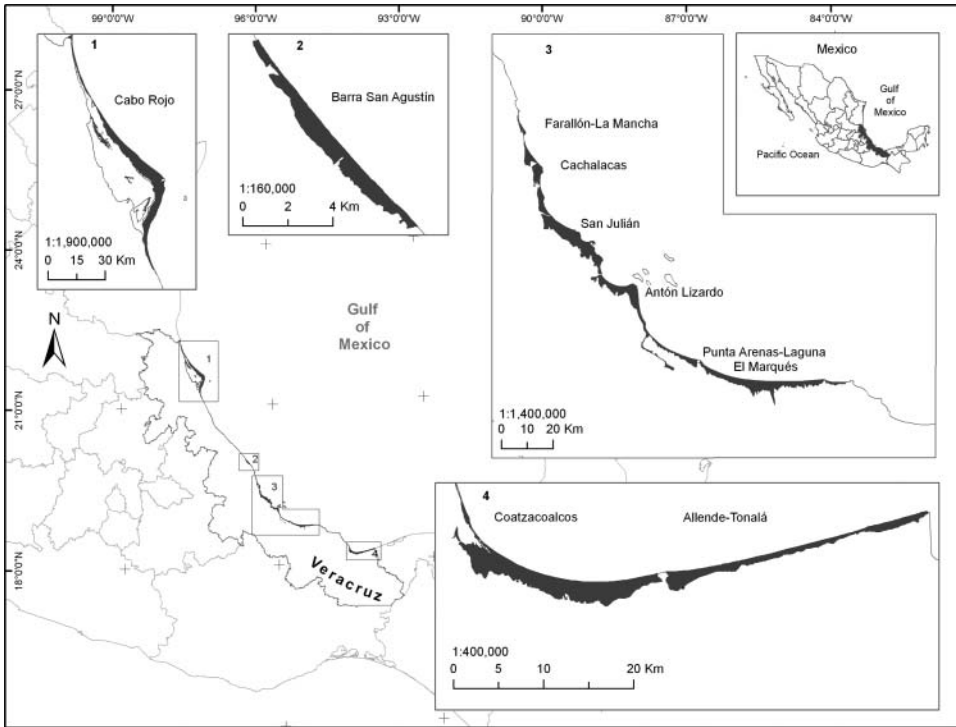 99°0'0"W
96°0'0"W
93°0'0"W
90°0'0"W
87°0'0"W
84°0'0"W
27°0'0"N
24°0'0"N
21°0'0"N
18°0'0"N
1
Cabo Rojo
1:1,900,000
0 15 30 Km
2
Barra San Agustín
1:160,000
0 2 4 Km
3
Farallón-La Mancha
Cachalacas
San Julián
Antón Lizardo
Punta Arenas-Laguna
El Marqués
1:1,400,000
0 10 20 Km
Mexico
Gulf
of
Mexico
Pacific Ocean
N
Gulf
of
Mexico
1
2
3
4
Veracruz
4
Coatzacoalcos
Allende-Tonalá
1:400,000
0 5 10 20 Km